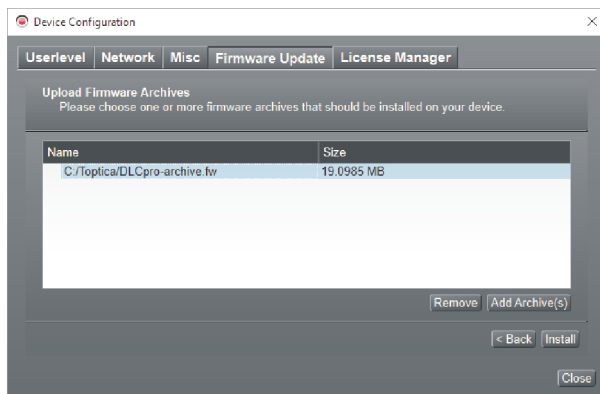 Device Configuration
Userlevel Network Misc Firmware Update License Manager
Upload Firmware Archives
Please choose one or more firmware archives that should be installed on your device.
Name Size
C:/Toptica/DLCpro-archive.fw 19.0985 MB
Remove Add Archive(s)
< Back Install
Close